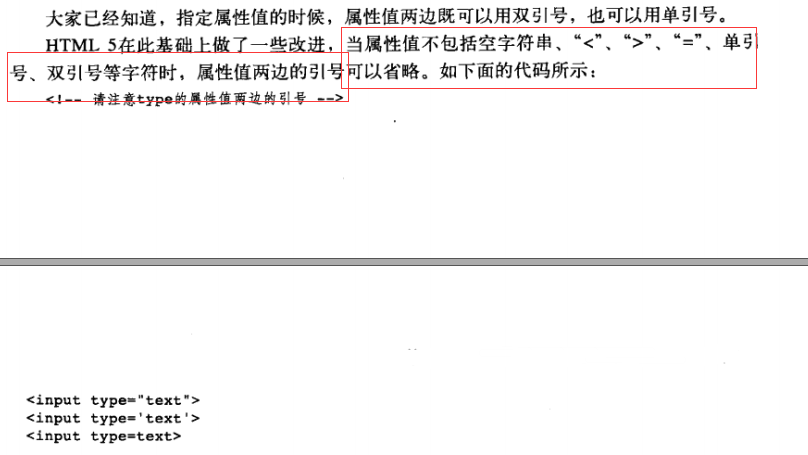 大家已经知道，指定属性值的时候，属性值两边既可以用双引号，也可以用单引号。
HTML 5在此基础上做了一些改进，当属性值不包括空字符串、“<”、“>”、“=”、单引
号、双引号等字符时，属性值两边的引号可以省略。如下面的代码所示：
<!-- 请注意type的属性值两边的引号 -->
<input type="text">
<input type='text'>
<input type=text>